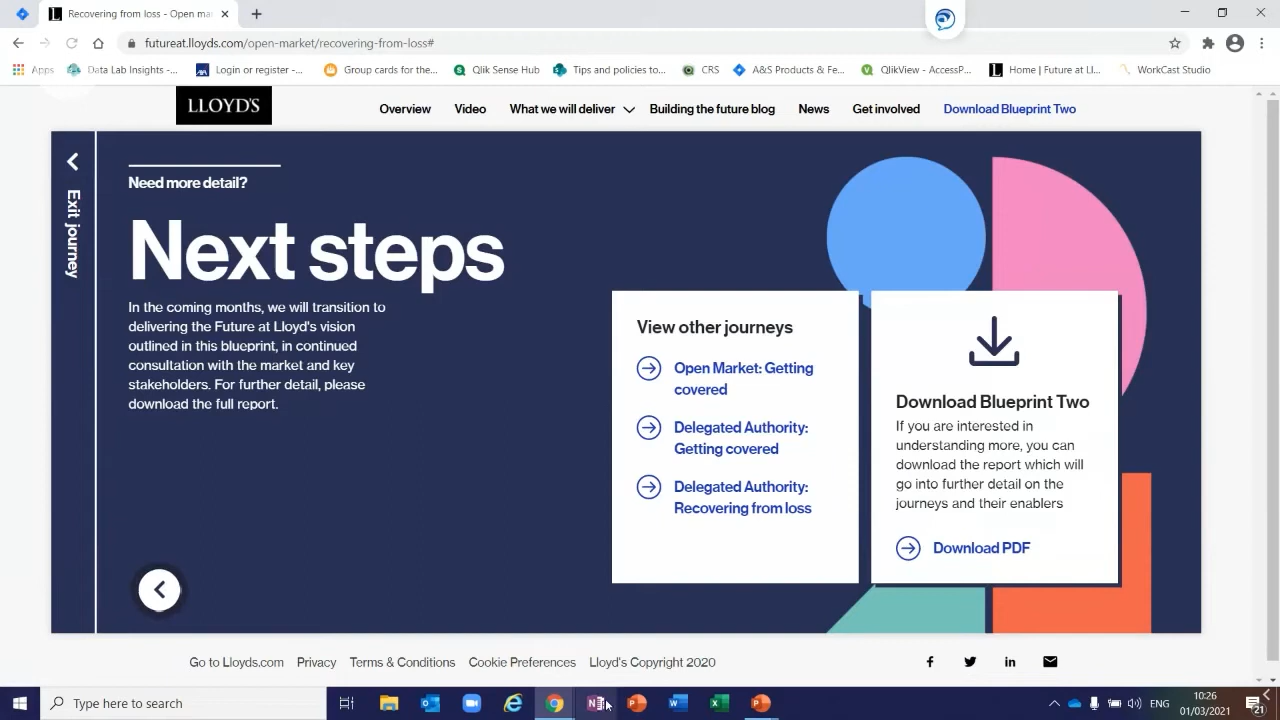 Recovering from loss - Open ma
futureat.lloyds.com/open-market/recovering-from-loss#
Apps
Data Lab Insights -...
Login or register -...
Group cards for the...
Qlik Sense Hub
Tips and policies to...
CRS
A&S Products & Fe...
QlikView - AccessP...
Home | Future at Ll...
WorkCast Studio
LLOYD'S
Overview
Video
What we will deliver
Building the future blog
News
Get involved
Download Blueprint Two
Exit journey
Need more detail?
Next steps
In the coming months, we will transition to
delivering the Future at Lloyd's vision
outlined in this blueprint, in continued
consultation with the market and key
stakeholders. For further detail, please
download the full report.
View other journeys
Open Market: Getting
covered
Delegated Authority:
Getting covered
Delegated Authority:
Recovering from loss
Download Blueprint Two
If you are interested in
understanding more, you can
download the report which will
go into further detail on the
journeys and their enablers
Download PDF
Go to Lloyds.com
Privacy
Terms & Conditions
Cookie Preferences
Lloyd's Copyright 2020
Type here to search
ENG
10:26
01/03/2021
21